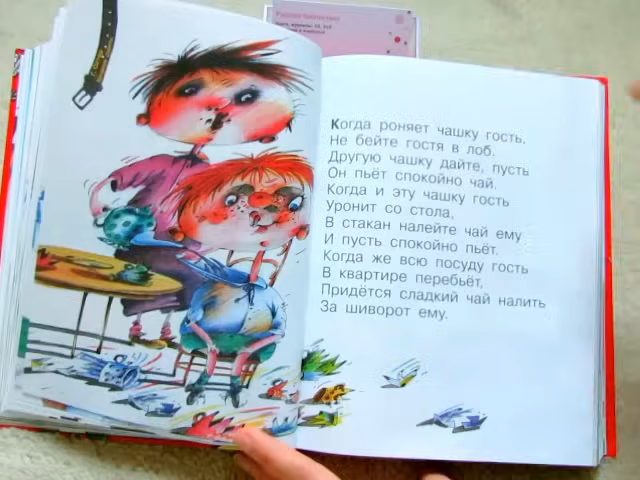 Когда роняет чашку гость,
Не бейте гостя в лоб.
Другую чашку дайте, пусть
Он пьёт спокойно чай.
Когда и эту чашку гость
Уронит со стола,
В стакан налейте чай ему
И пусть спокойно пьёт.
Когда же всю посуду гость
В квартире перебьёт,
Придётся сладкий чай налить
За шиворот ему.